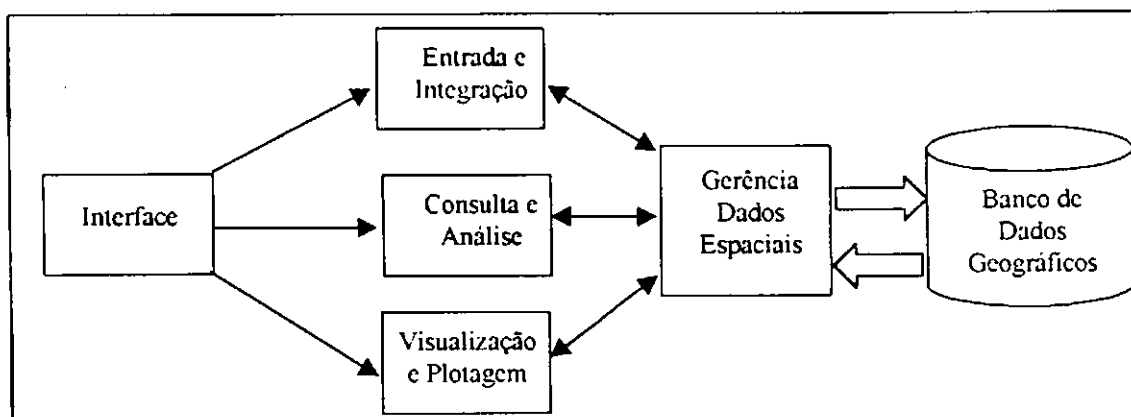 Interface
Entrada e
Integração
Consulta e
Análise
Visualização
e Plotagem
Gerência
Dados
Espaciais
Banco de
Dados
Geográficos